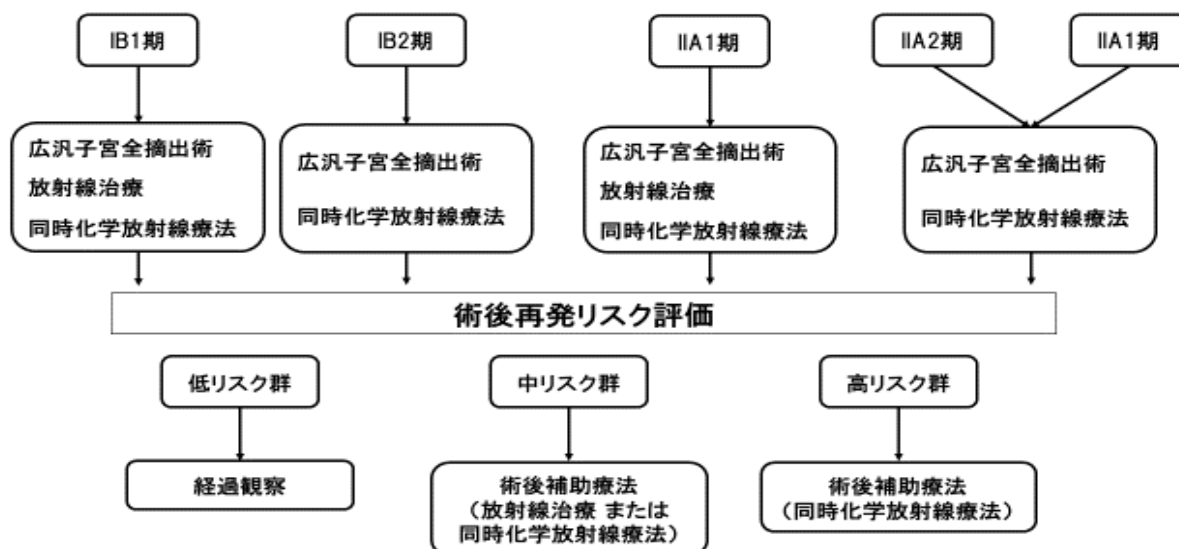 IB1期
IB2期
IIA1期
IIA2期
IIA1期
広汎子宮全摘出術
放射線治療
同時化学放射線療法
広汎子宮全摘出術
同時化学放射線療法
広汎子宮全摘出術
放射線治療
同時化学放射線療法
広汎子宮全摘出術
同時化学放射線療法
術後再発リスク評価
低リスク群
中リスク群
高リスク群
経過観察
術後補助療法
（放射線治療 または
同時化学放射線療法）
術後補助療法
（同時化学放射線療法）